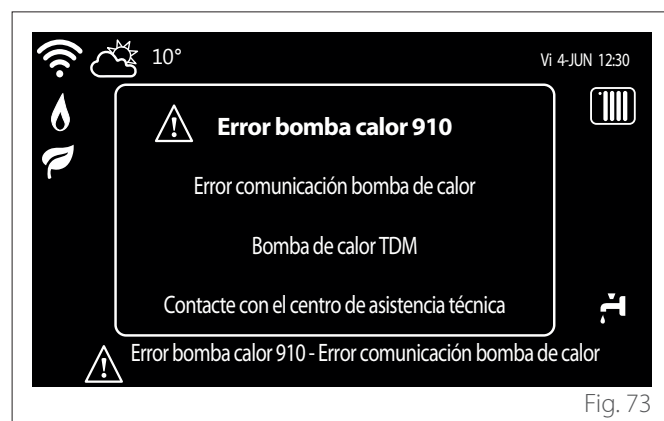 10°
Vi 4-JUN 12:30
Error bomba calor 910
Error comunicación bomba de calor
Bomba de calor TDM
Contacte con el centro de asistencia técnica
Error bomba calor 910 - Error comunicación bomba de calor
Fig. 73